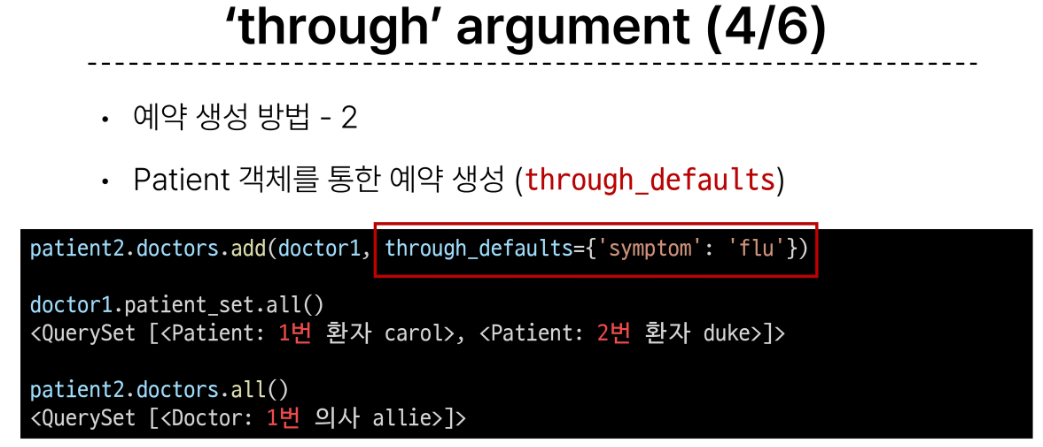 ‘through’ argument (4/6)
• 예약 생성 방법 - 2
• Patient 객체를 통한 예약 생성 (through_defaults)
patient2.doctors.add(doctor1, through_defaults={'symptom': 'flu'})
doctor1.patient_set.all()
<QuerySet [<Patient: 1번 환자 carol>, <Patient: 2번 환자 duke>]>
patient2.doctors.all()
<QuerySet [<Doctor: 1번 의사 allie>]>